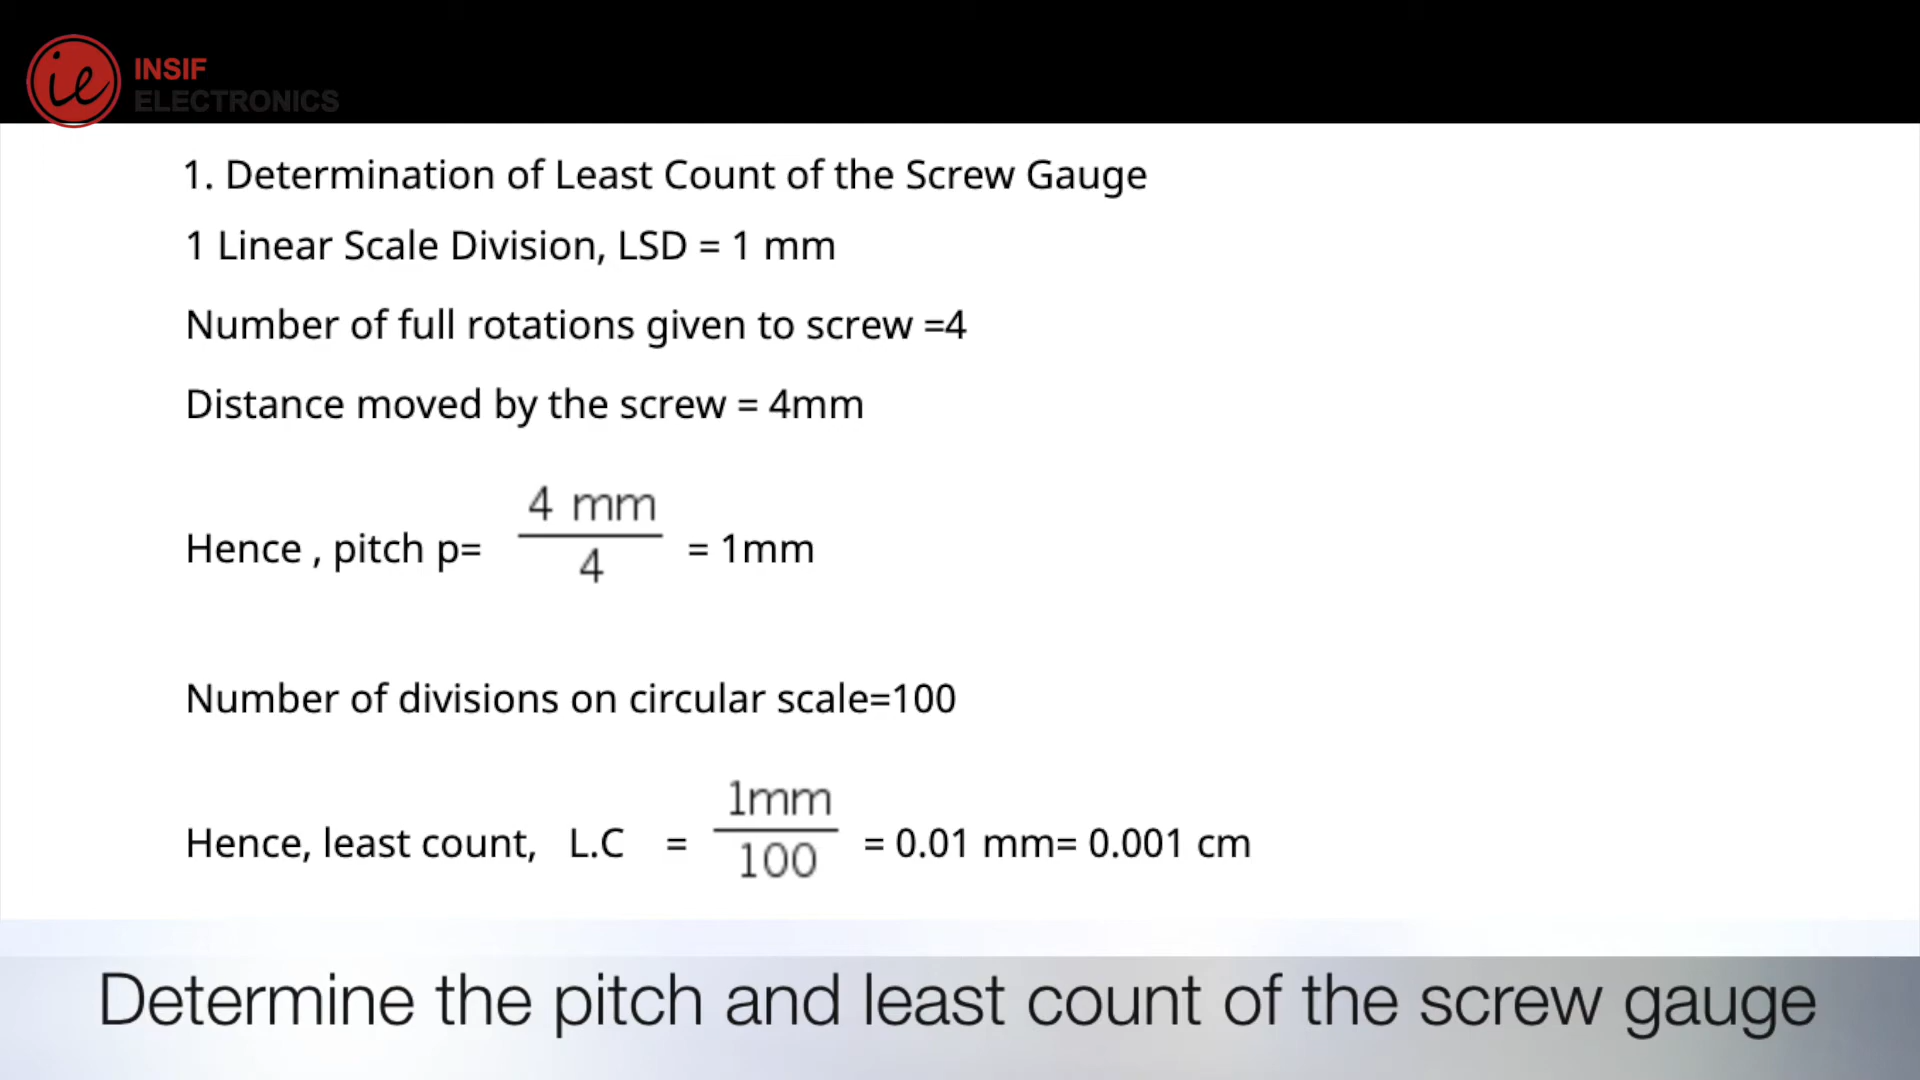 INSIF
ELECTRONICS
1. Determination of Least Count of the Screw Gauge
1 Linear Scale Division, LSD = 1 mm
Number of full rotations given to screw =4
Distance moved by the screw = 4mm
Hence , pitch p= 4 mm / 4 = 1mm
Number of divisions on circular scale=100
Hence, least count, L.C = 1mm / 100 = 0.01 mm= 0.001 cm
Determine the pitch and least count of the screw gauge